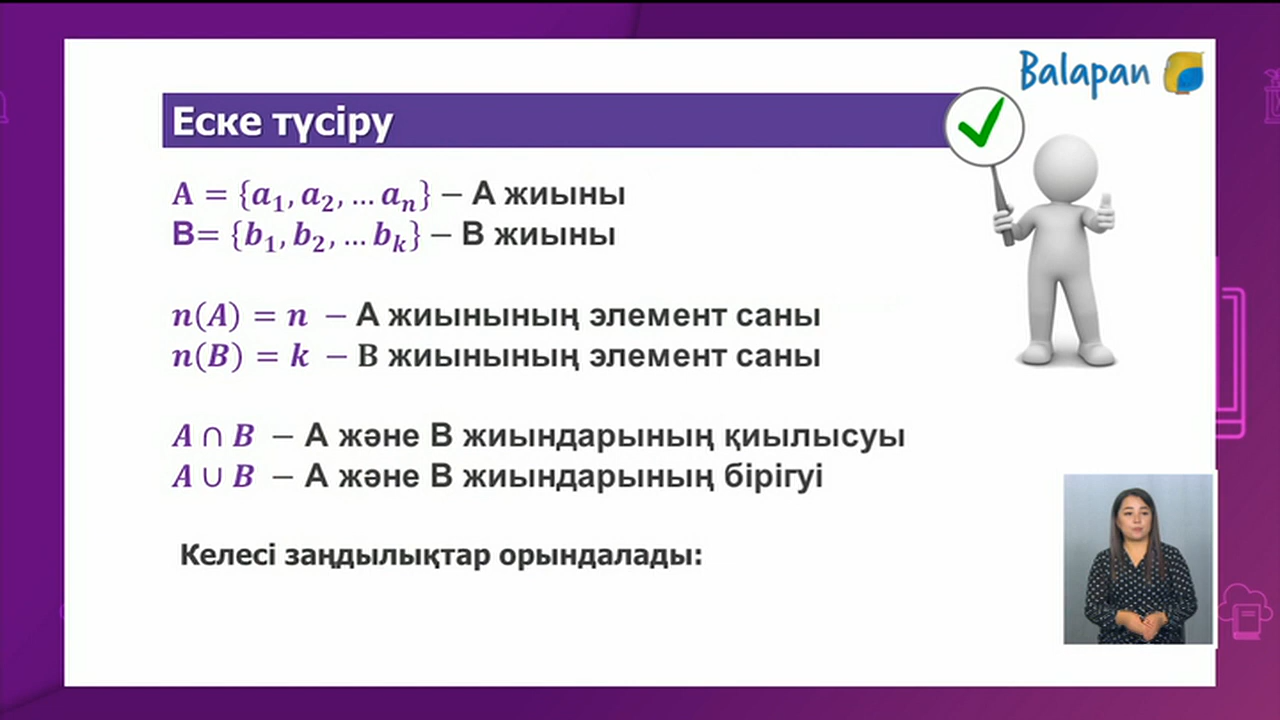 Balapan
Еске түсіру
A = {a₁, a₂, … aₙ} – А жиыны
B= {b₁, b₂, … bₖ} – В жиыны
n(A) = n – А жиынының элемент саны
n(B) = k – В жиынының элемент саны
A ∩ B – А және В жиындарының қиылысуы
A ∪ B – А және В жиындарының бірігуі
Келесі заңдылықтар орындалады: